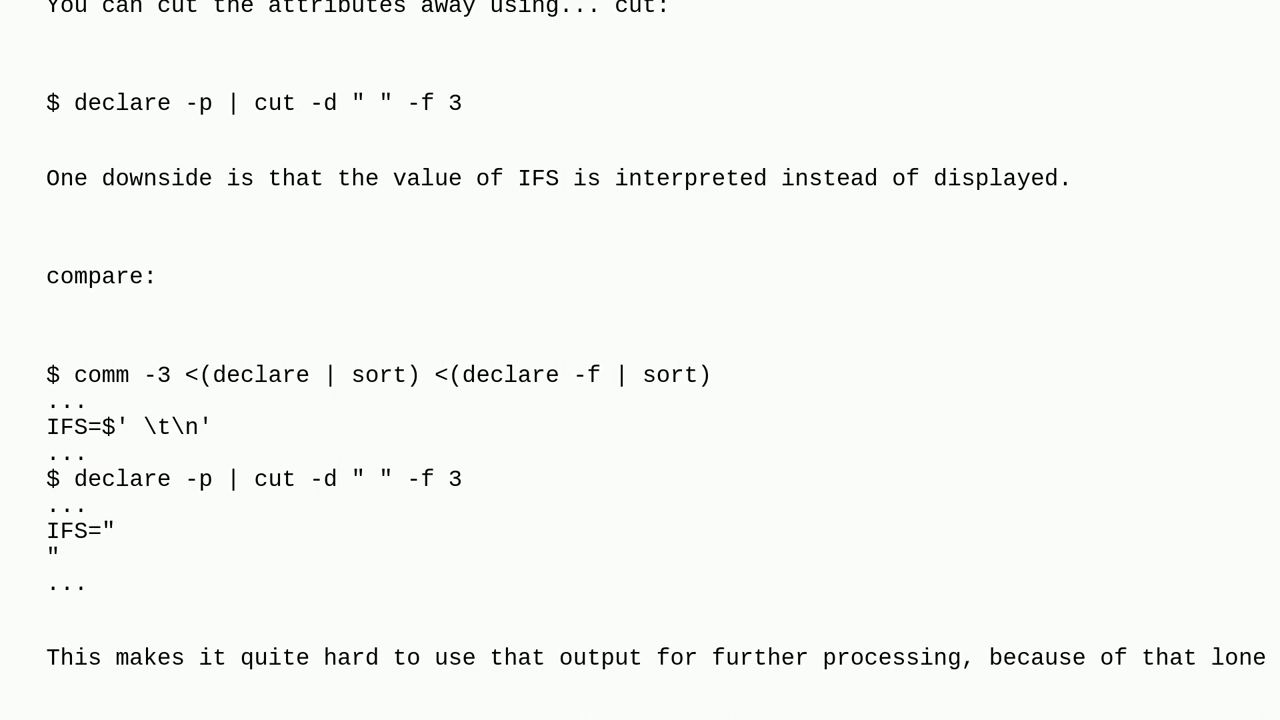 You can cut the attributes away using... cut:
$ declare -p | cut -d " " -f 3
One downside is that the value of IFS is interpreted instead of displayed.
compare:
$ comm -3 <(declare | sort) <(declare -f | sort)
...
IFS=$' \t\n'
...
$ declare -p | cut -d " " -f 3
...
IFS="
"
...
This makes it quite hard to use that output for further processing, because of that lone